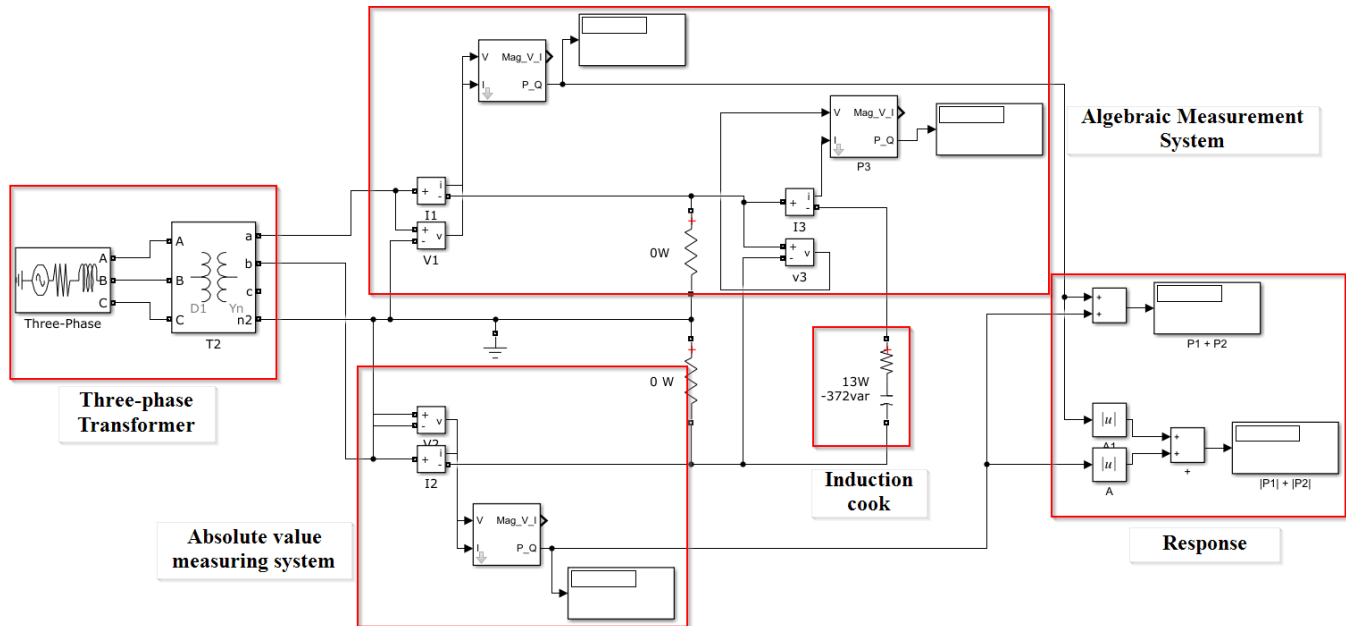 V
Mag_V_I
I
P_Q
V
Mag_V_I
I
P_Q
P3
Algebraic Measurement
System
+
i
-
I1
+
-
v
V1
+
i
-
I3
+
-
v
v3
0W
A
B
C
Three-Phase
A
B
C
a
b
c
n2
D1
Yn
T2
Three-phase
Transformer
+
+
P1 + P2
0 W
13W
-372var
+
-
v
V2
+
i
-
I2
|u|
A1
|u|
A
+
+
+
|P1| + |P2|
Induction
cook
Response
Absolute value
measuring system
V
Mag_V_I
I
P_Q